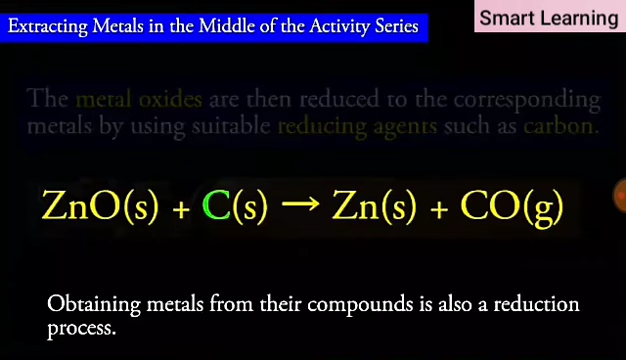 Smart Learning
Extracting Metals in the Middle of the Activity Series
The metal oxides are then reduced to the corresponding
metals by using suitable reducing agents such as carbon.
ZnO(s) + C(s) → Zn(s) + CO(g)
Obtaining metals from their compounds is also a reduction
process.